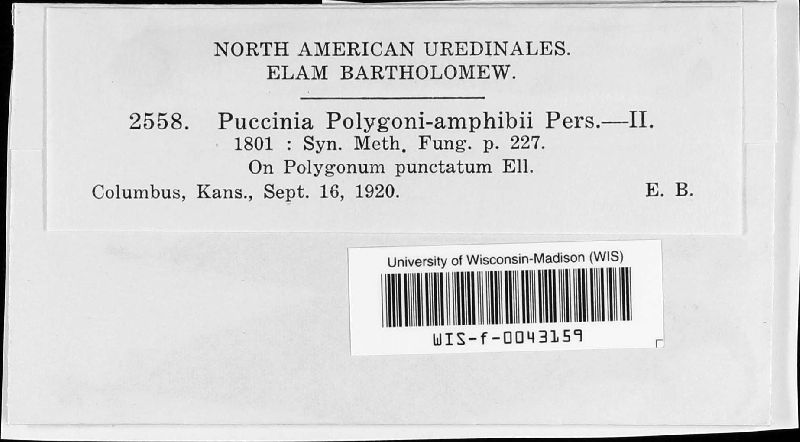 NORTH AMERICAN UREDINALES.
ELAM BARTHOLOMEW.
2558. Puccinia Polygoni-amphibii Pers.—II.
1801 : Syn. Meth. Fung. p. 227.
On Polygonum punctatum Ell.
Columbus, Kans., Sept. 16, 1920. E. B.
University of Wisconsin-Madison (WIS)
WIS-f-0043159